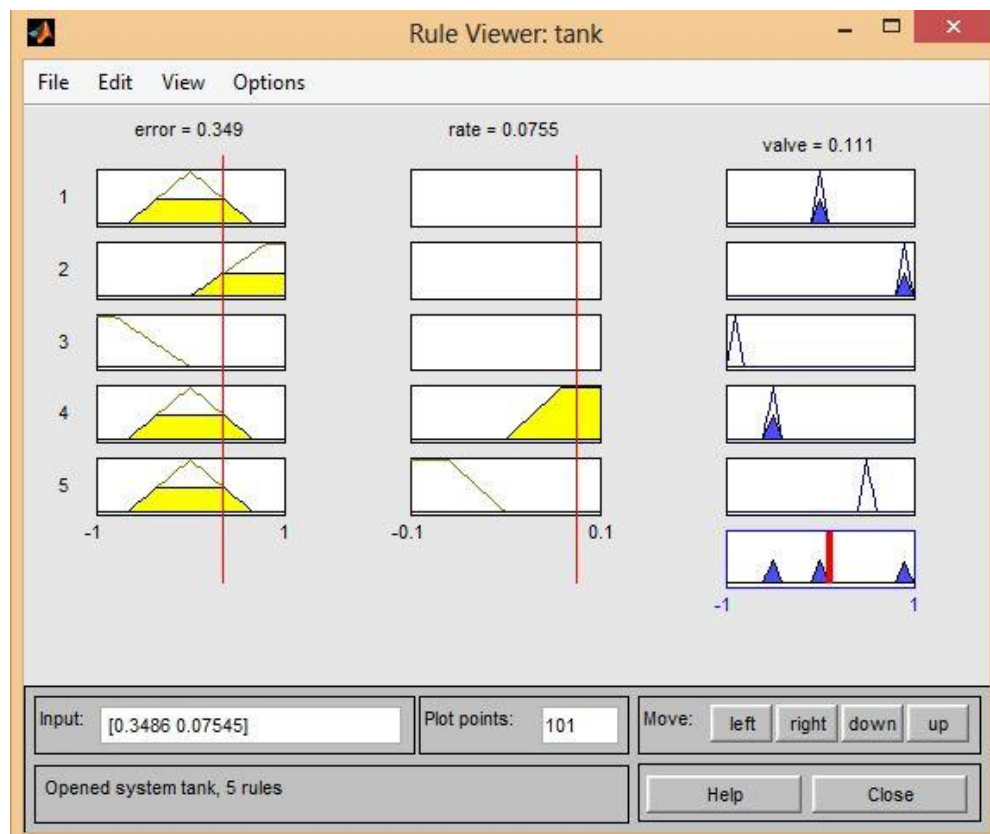 Rule Viewer: tank
File Edit View Options
error = 0.349 rate = 0.0755 valve = 0.111
1
2
3
4
5
-1 1 -0.1 0.1
-1 1
Input: [0.3486 0.07545] Plot points: 101 Move: left right down up
Opened system tank, 5 rules Help Close